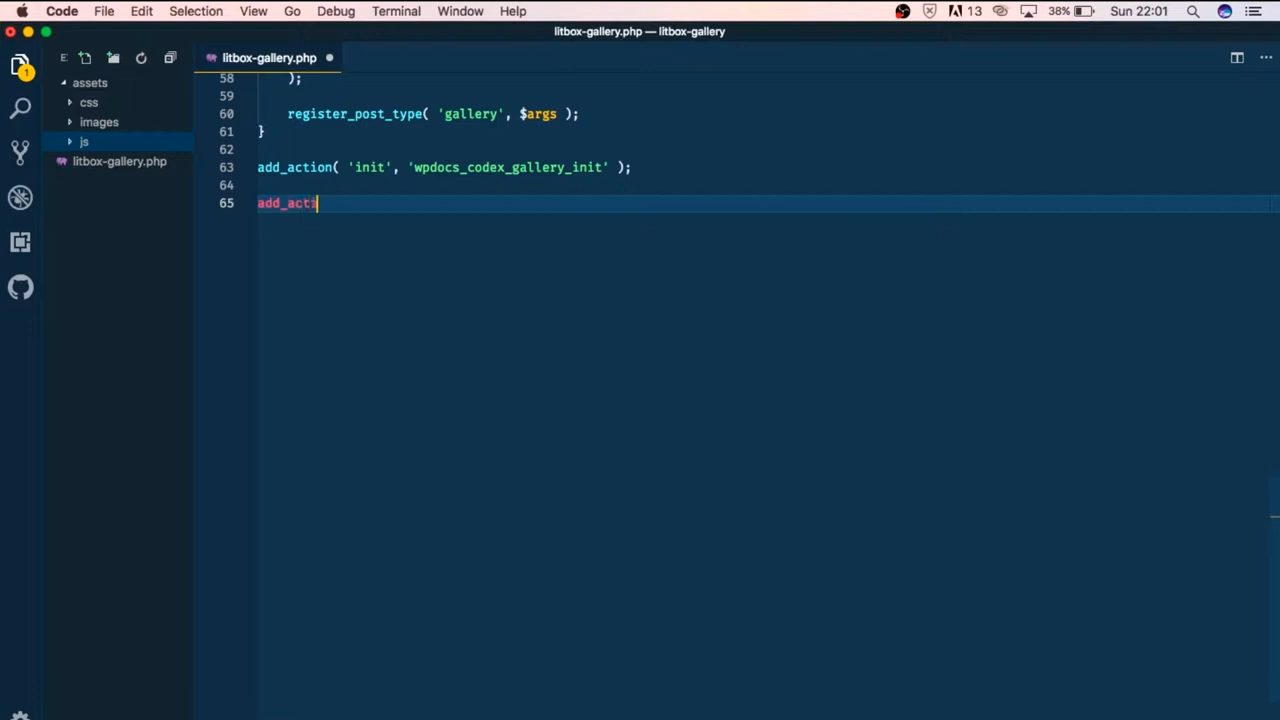 Code File Edit Selection View Go Debug Terminal Window Help 13 38% Sun 22:01
litbox-gallery.php — litbox-gallery
E litbox-gallery.php
1
assets
css
images
js
litbox-gallery.php
58 );
59
60 register_post_type( 'gallery', $args );
61 }
62
63 add_action( 'init', 'wpdocs_codex_gallery_init' );
64
65 add_acti